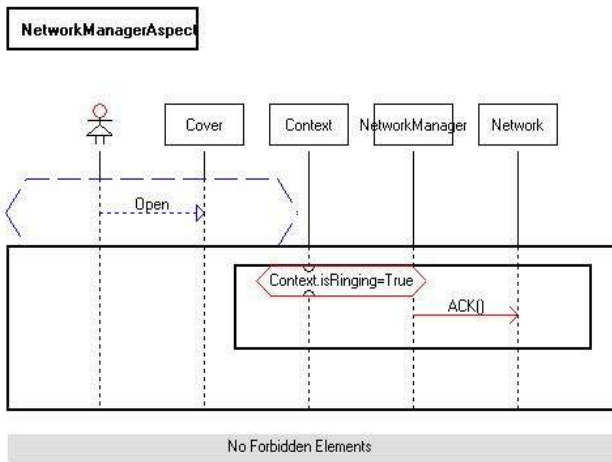 NetworkManagerAspect
Cover
Context
NetworkManager
Network
Open
Context.isRinging=True
ACK()
No Forbidden Elements